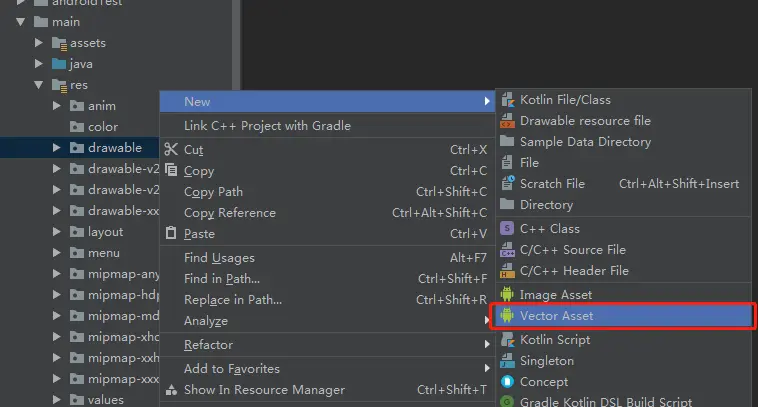 androidTest
main
assets
java
res
anim
color
drawable
drawable-v2
drawable-v2
drawable-xx
layout
menu
mipmap-any
mipmap-hdp
mipmap-md
mipmap-xhc
mipmap-xxh
mipmap-xxx
values
New
Link C++ Project with Gradle
Cut Ctrl+X
Copy Ctrl+C
Copy Path Ctrl+Shift+C
Copy Reference Ctrl+Alt+Shift+C
Paste Ctrl+V
Find Usages Alt+F7
Find in Path... Ctrl+Shift+F
Replace in Path... Ctrl+Shift+R
Analyze
Refactor
Add to Favorites
Show In Resource Manager Ctrl+Shift+T
Kotlin File/Class
Drawable resource file
Sample Data Directory
File
Scratch File Ctrl+Alt+Shift+Insert
Directory
C++ Class
C/C++ Source File
C/C++ Header File
Image Asset
Vector Asset
Kotlin Script
Singleton
Concept
Gradle Kotlin DSL Build Script